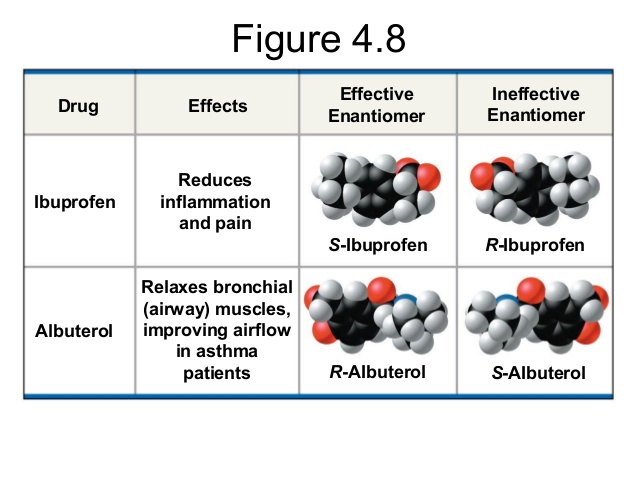 Figure 4.8
Drug
Effects
Effective
Enantiomer
Ineffective
Enantiomer
Ibuprofen
Reduces
inflammation
and pain
S-Ibuprofen
R-Ibuprofen
Albuterol
Relaxes bronchial
(airway) muscles,
improving airflow
in asthma
patients
R-Albuterol
S-Albuterol